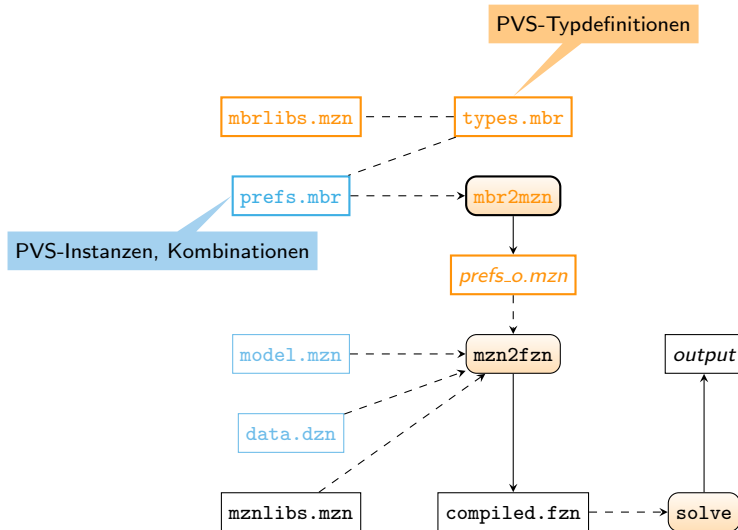 PVS-Typdefinitionen
mbrlibs.mzn
types.mbr
prefs.mbr
mbr2mzn
PVS-Instanzen, Kombinationen
prefs_o.mzn
model.mzn
mzn2fzn
output
data.dzn
mznlibs.mzn
compiled.fzn
solve